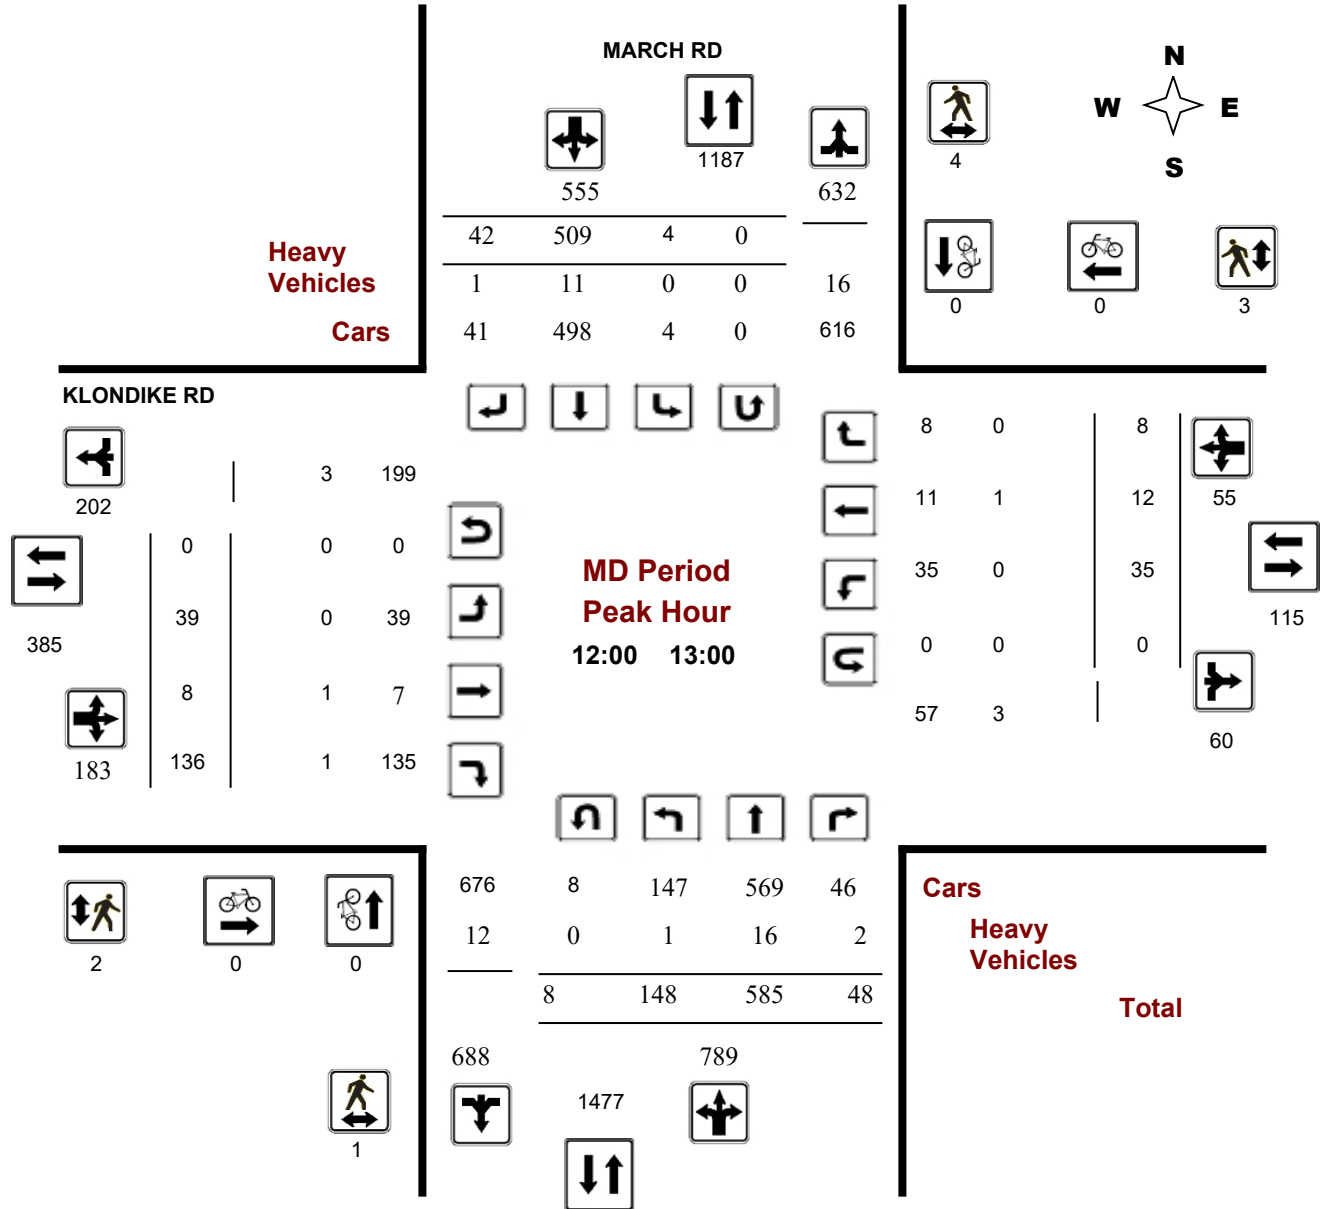 MARCH RD
N
W E
S
1187
4
555
632
42 509 4 0
Heavy
Vehicles
1 11 0 0 16
0 0 3
Cars
41 498 4 0 616
KLONDIKE RD
8 0 8
3 199
202
11 1 12 55
0 0 0
MD Period
35 0 35
Peak Hour
39 0 39
115
385
12:00 13:00
0 0 0
8 1 7
57 3
60
183 136 1 135
676 8 147 569 46
Cars
12 0 1 16 2
Heavy
Vehicles
2 0 0
8 148 585 48
Total
688 789
1477
1